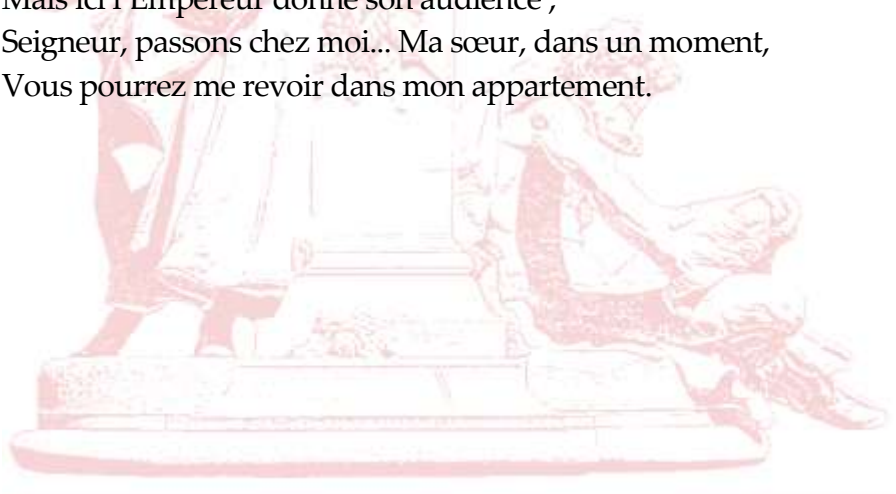 Mais ici l'Empereur donne son audience ;
Seigneur, passons chez moi... Ma sœur, dans un moment,
Vous pourrez me revoir dans mon appartement.